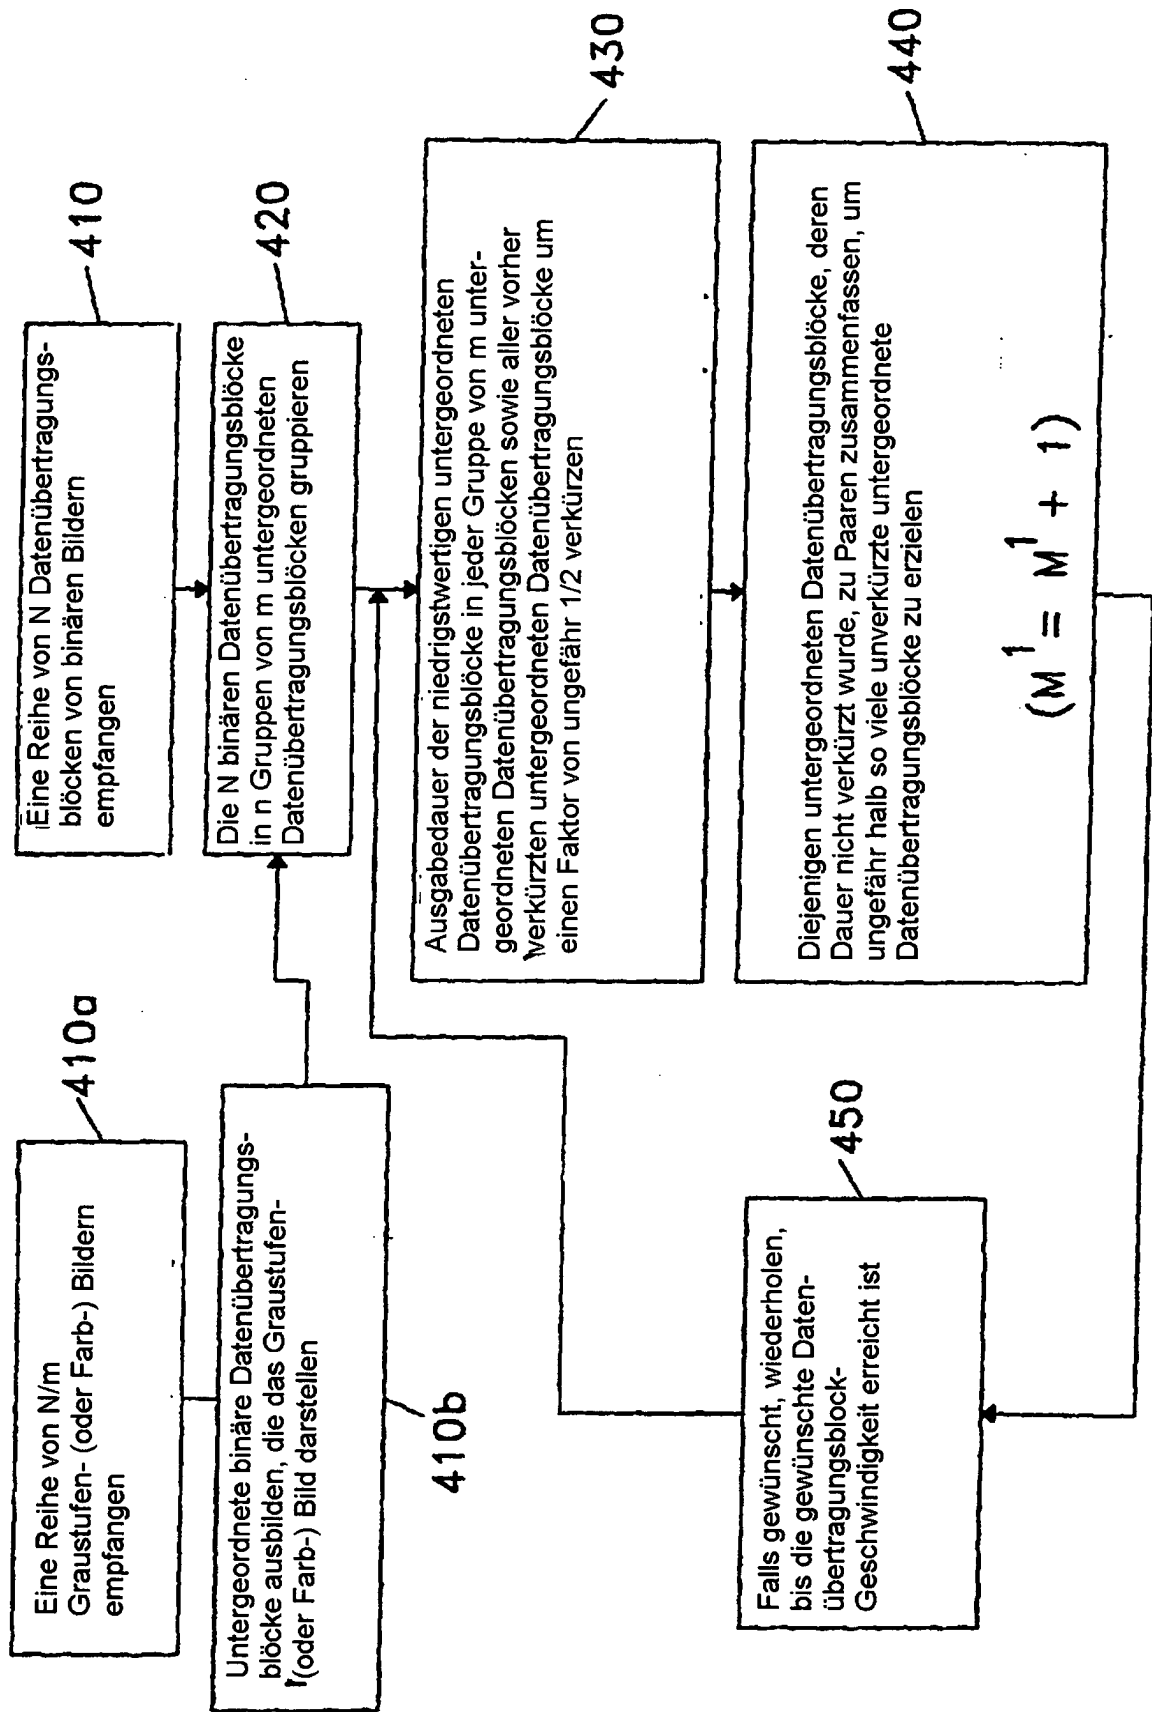 410
Eine Reihe von N Datenübertragungs-
blöcken von binären Bildern
empfangen
420
Die N binären Datenübertragungsblöcke
in n Gruppen von m untergeordneten
Datenübertragungsblöcken gruppieren
430
Ausgabedauer der niedrigstwertigen untergeordneten
Datenübertragungsblöcke in jeder Gruppe von m unter-
geordneten Datenübertragungsblöcken sowie aller vorher
verkürzten untergeordneten Datenübertragungsblöcke um
einen Faktor von ungefähr 1/2 verkürzen
440
Diejenigen untergeordneten Datenübertragungsblöcke, deren
Dauer nicht verkürzt wurde, zu Paaren zusammenfassen, um
ungefähr halb so viele unverkürzte untergeordnete
Datenübertragungsblöcke zu erzielen
(M¹ = M¹ + 1)
410a
Eine Reihe von N/m
Graustufen- (oder Farb-) Bildern
empfangen
Untergeordnete binäre Datenübertragungs-
blöcke ausbilden, die das Graustufen-
(oder Farb-) Bild darstellen
410b
450
Falls gewünscht, wiederholen,
bis die gewünschte Daten-
übertragungsblock-
Geschwindigkeit erreicht ist